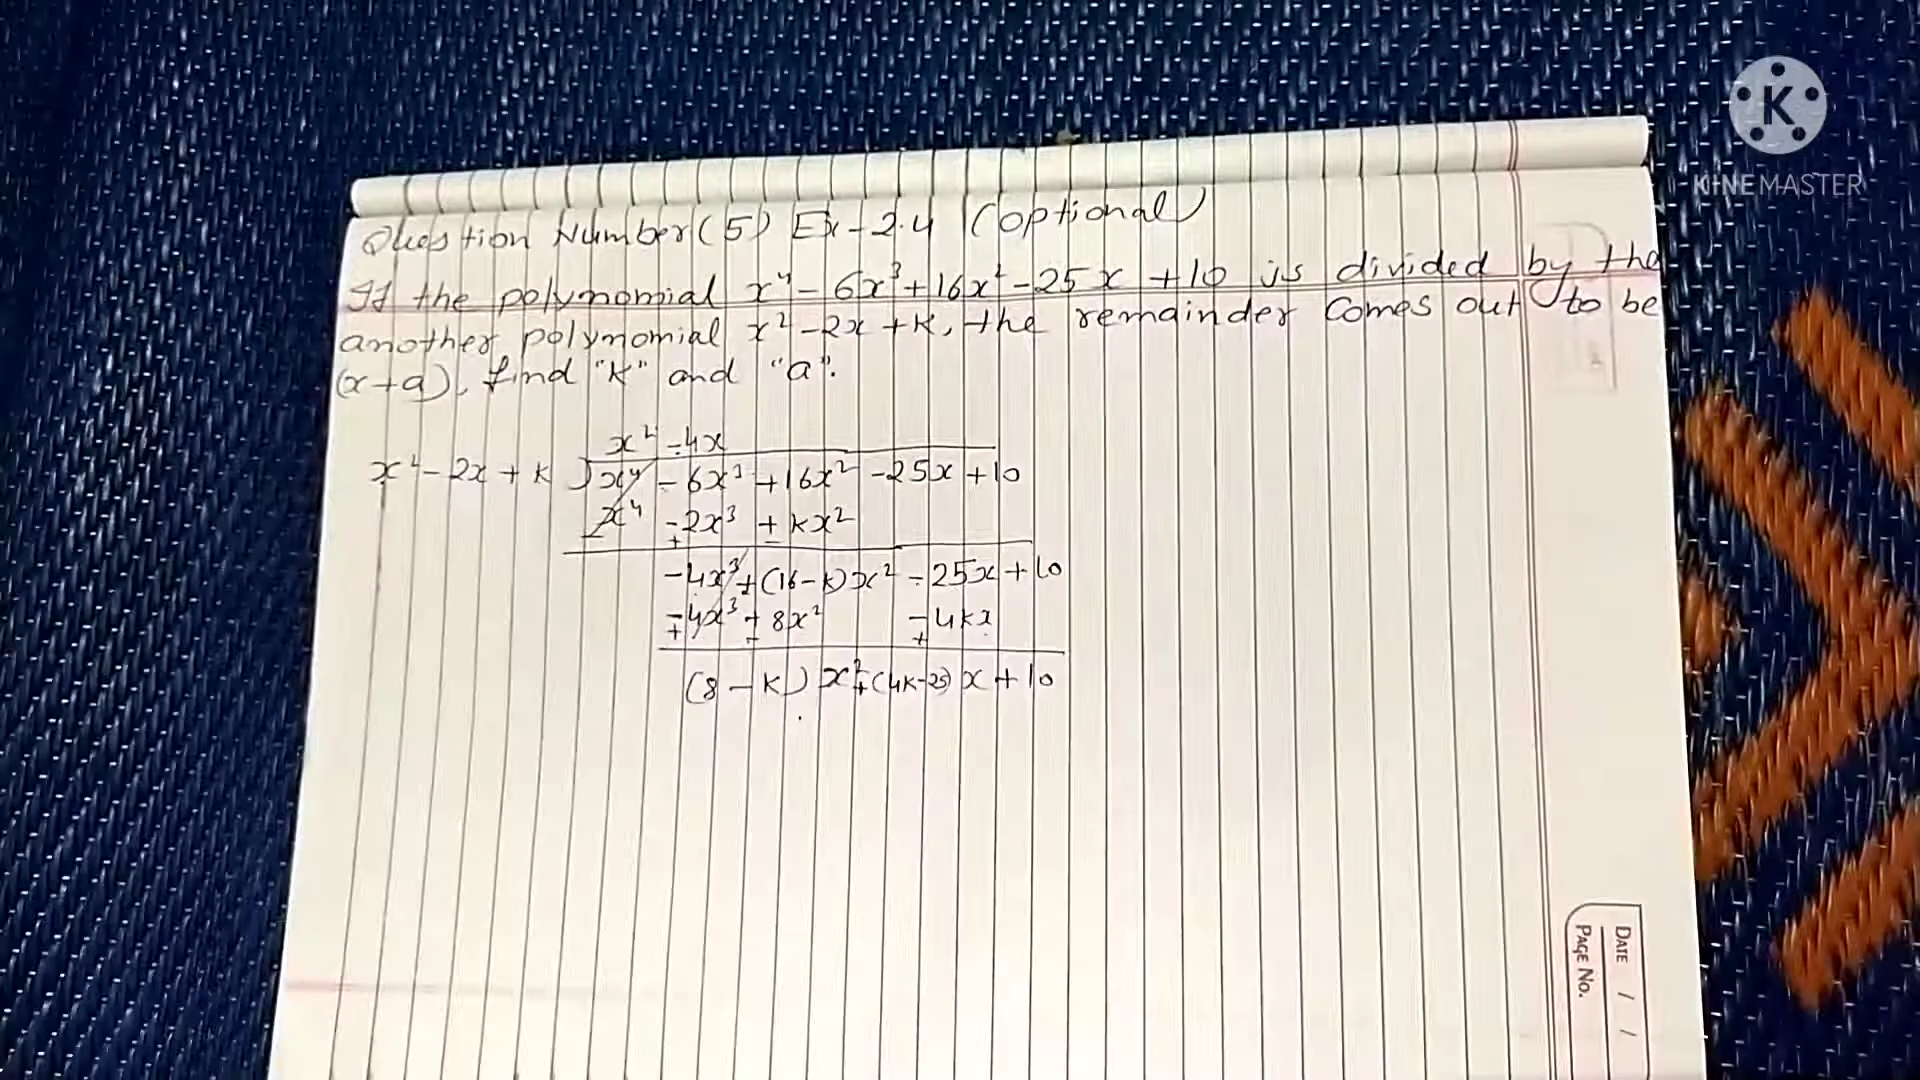 K
KINEMASTER
Question Number (5) Ex-2.4 (optional)
If the polynomial x⁴ - 6x³ + 16x² - 25x + 10 is divided by the
another polynomial x² - 2x + k, the remainder comes out to be
(x+a), find "k" and "a".
x² - 4x
x² - 2x + k ) x⁴ - 6x³ + 16x² - 25x + 10
x⁴ - 2x³ + kx²
- + -
-4x³ + (16-k)x² - 25x + 10
-4x³ + 8x² - 4kx
+ - +
(8 - k) x² + (4k-25) x + 10
DATE / /
PAGE NO.